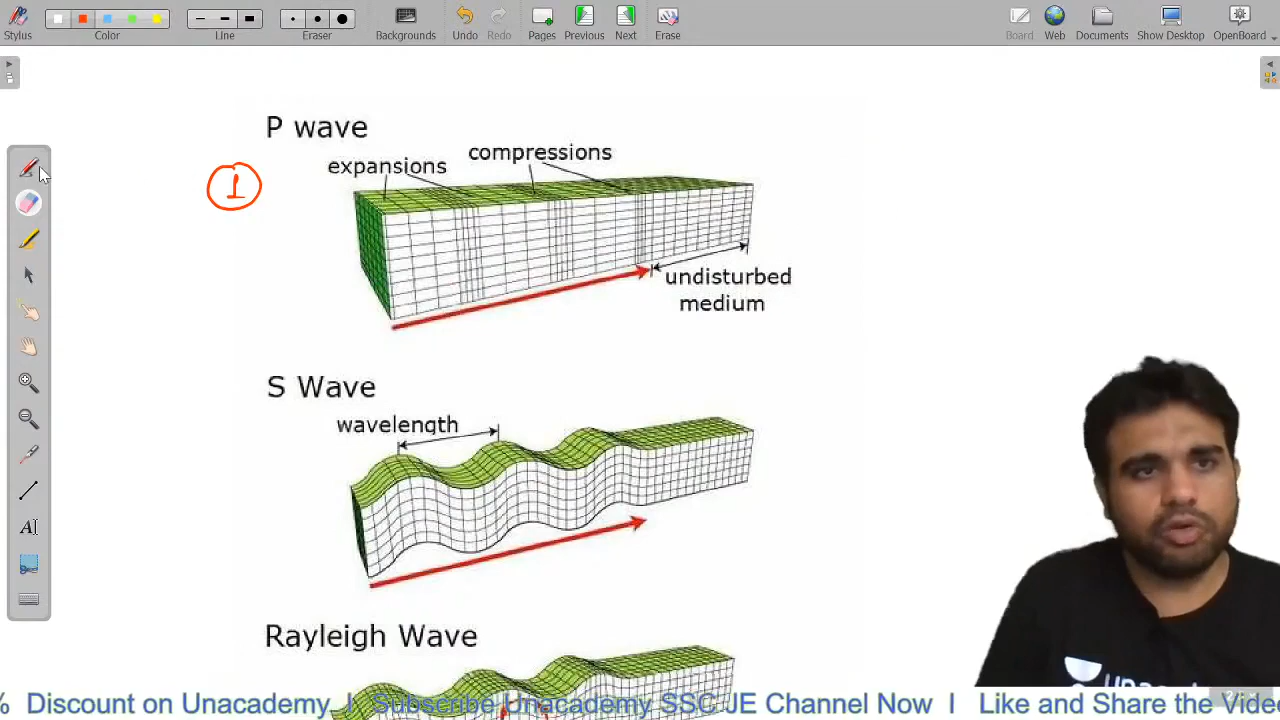 Stylus
Color
Line
Eraser
Backgrounds
Undo
Redo
Pages
Previous
Next
Erase
Board
Web
Documents
Show Desktop
OpenBoard
P wave
1
expansions
compressions
undisturbed
medium
S Wave
wavelength
Rayleigh Wave
AI
% Discount on Unacademy I Subscribe Unacademy SSC JE Channel Now I Like and Share the Video